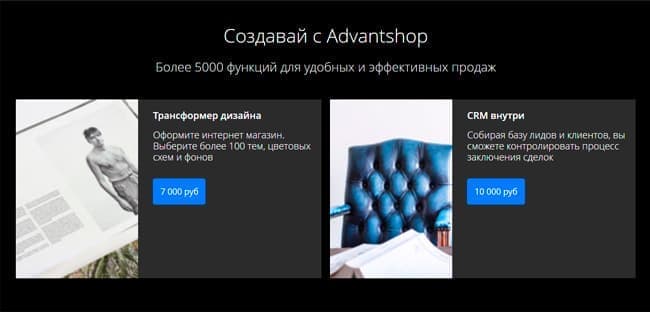 Создавай с Advantshop
Более 5000 функций для удобных и эффективных продаж
Трансформер дизайна
Оформите интернет магазин.
Выберите более 100 тем, цветовых
схем и фонов
7 000 руб
CRM внутри
Собирая базу лидов и клиентов, вы
сможете контролировать процесс
заключения сделок
10 000 руб